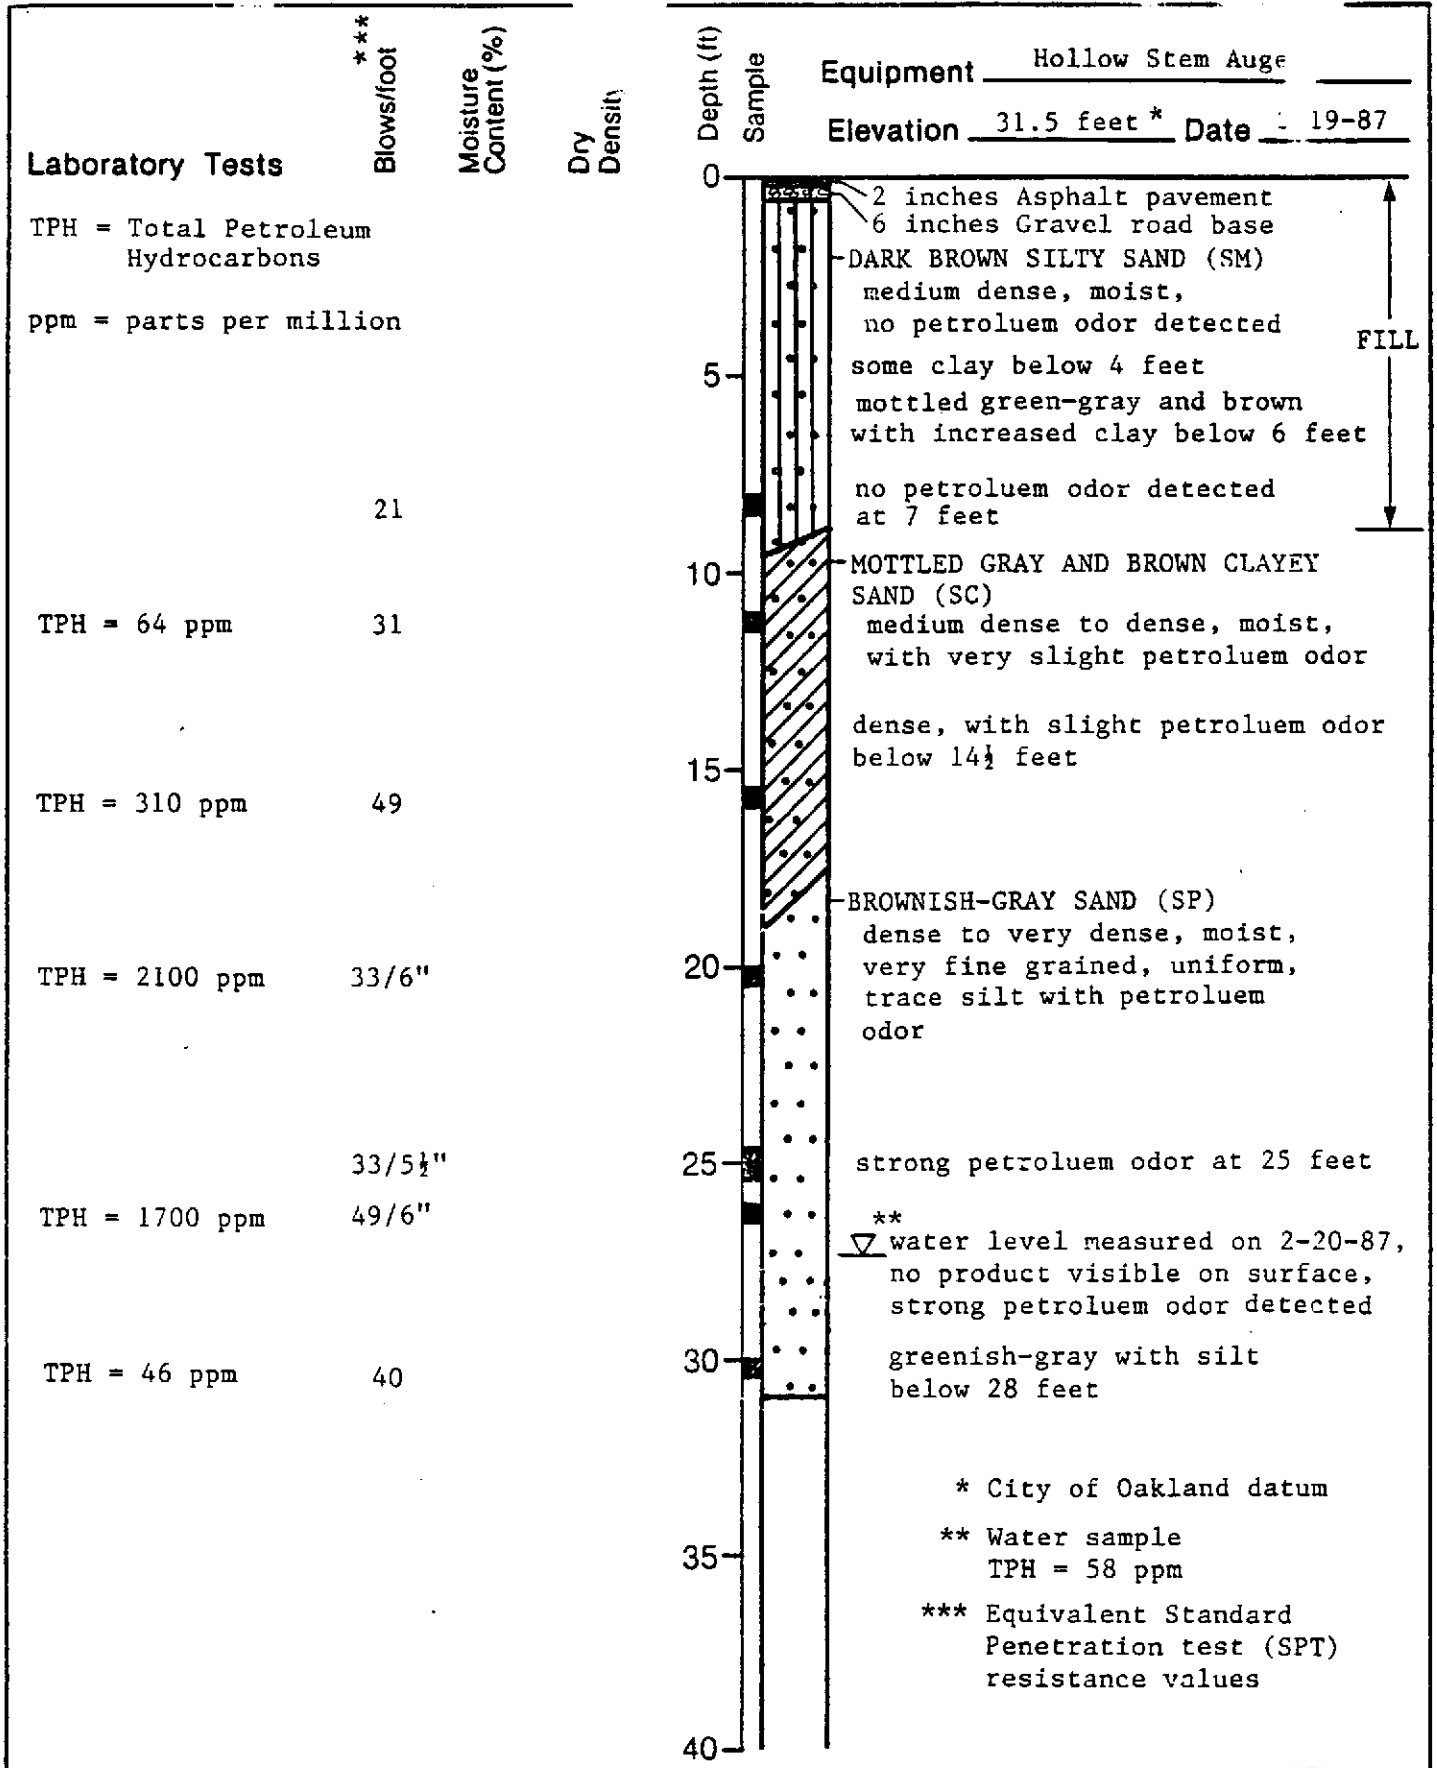 ***
Blows/foot
Moisture
Content (%)
Dry
Density
Depth (ft)
Sample
Equipment Hollow Stem
Elevation 31.5 feet * Date 19-87
Laboratory Tests
TPH = Total Petroleum
Hydrocarbons
ppm = parts per million
0
2 inches Asphalt pavement
6 inches Gravel road base
DARK BROWN SILTY SAND (SM)
medium dense, moist,
no petroluem odor detected
FILL
some clay below 4 feet
5
mottled green-gray and brown
with increased clay below 6 feet
no petroluem odor detected
at 7 feet
21
10
MOTTLED GRAY AND BROWN CLAYEY
SAND (SC)
medium dense to dense, moist,
with very slight petroluem odor
TPH = 64 ppm 31
dense, with slight petroluem odor
below 14½ feet
15
TPH = 310 ppm 49
BROWNISH-GRAY SAND (SP)
dense to very dense, moist,
very fine grained, uniform,
trace silt with petroluem
odor
TPH = 2100 ppm 33/6" 20
33/5½" 25 strong petroluem odor at 25 feet
TPH = 1700 ppm 49/6"
**
water level measured on 2-20-87,
no product visible on surface,
strong petroluem odor detected
TPH = 46 ppm 40 30
greenish-gray with silt
below 28 feet
* City of Oakland datum
** Water sample
TPH = 58 ppm
35
*** Equivalent Standard
Penetration test (SPT)
resistance values
40